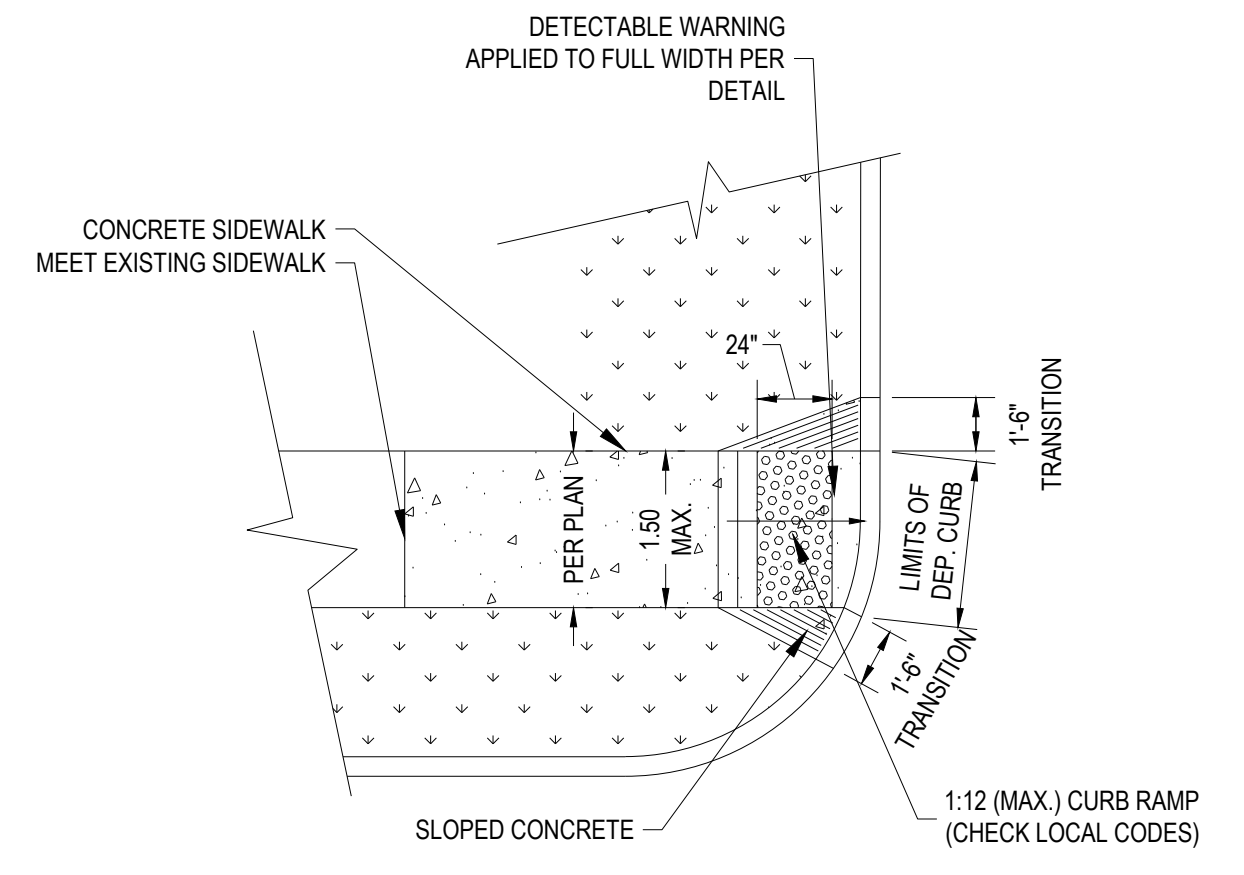 DETECTABLE WARNING
APPLIED TO FULL WIDTH PER
DETAIL
CONCRETE SIDEWALK
MEET EXISTING SIDEWALK
24"
1'-6"
TRANSITION
PER PLAN
1.50
MAX.
LIMITS OF
DEP. CURB
1'-6"
TRANSITION
SLOPED CONCRETE
1:12 (MAX.) CURB RAMP
(CHECK LOCAL CODES)